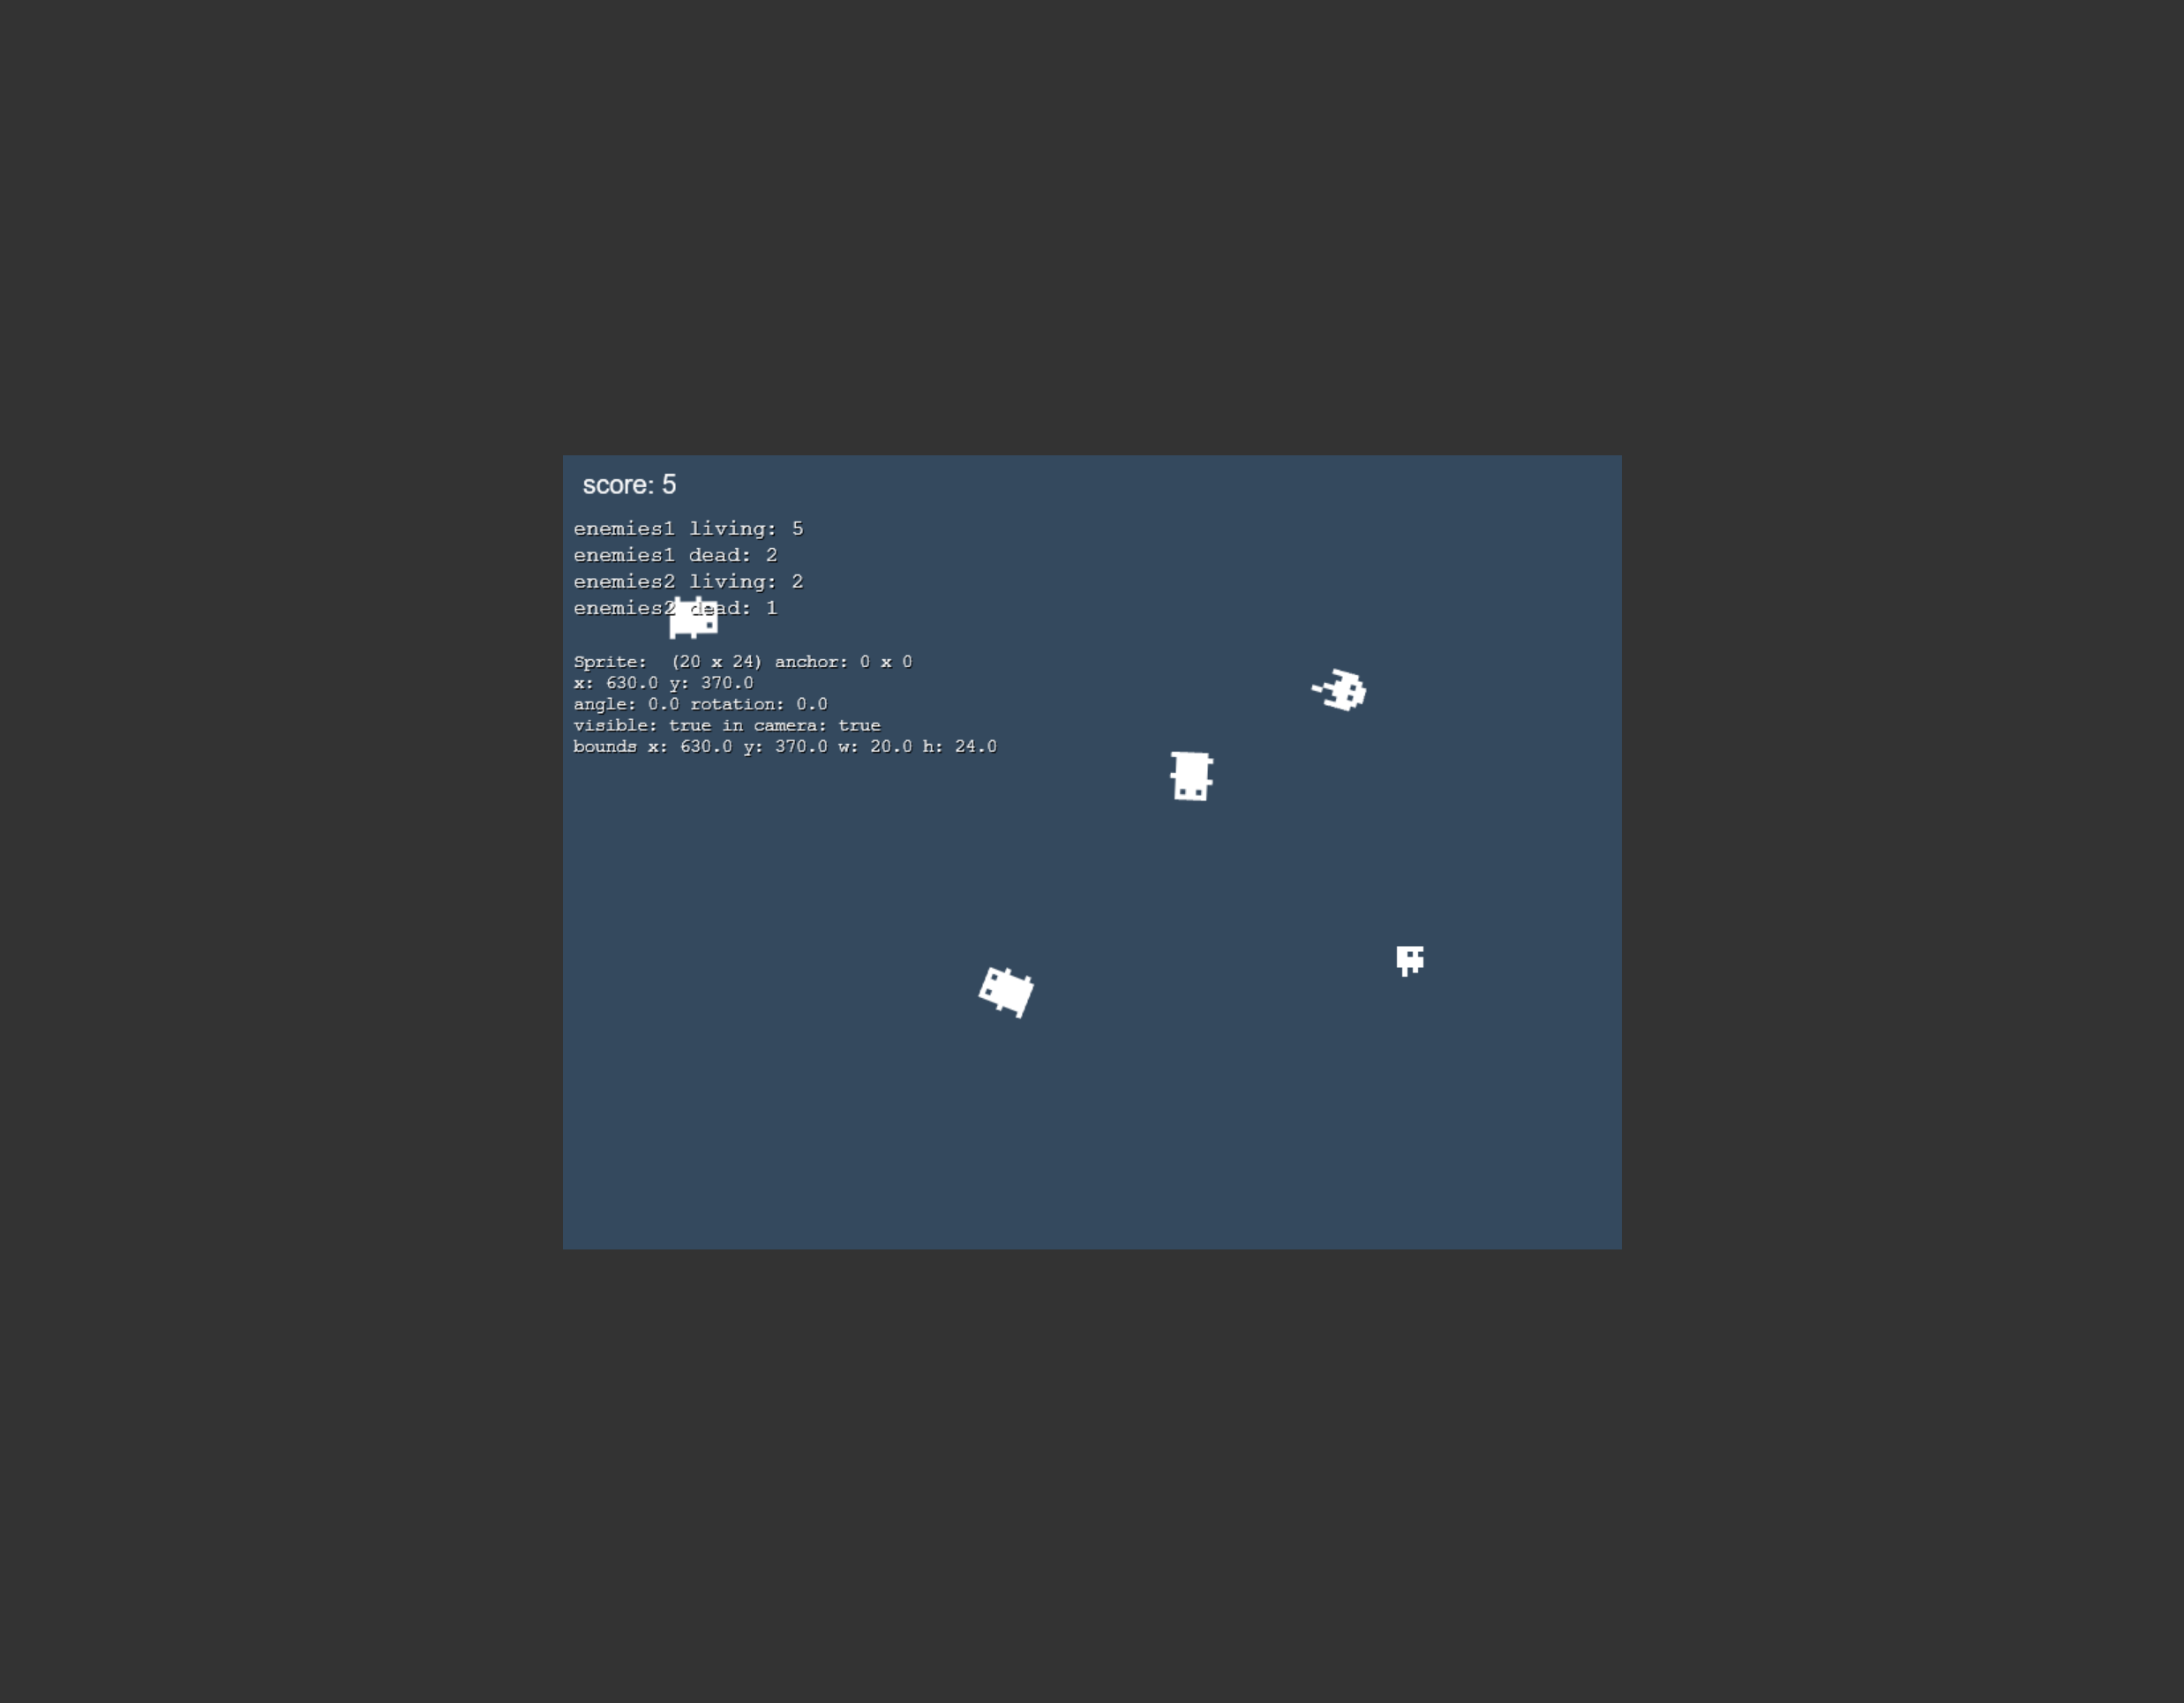 score: 5
enemies1 living: 5
enemies1 dead: 2
enemies2 living: 2
enemies2 dead: 1
Sprite:  (20 x 24) anchor: 0 x 0
x: 630.0 y: 370.0
angle: 0.0 rotation: 0.0
visible: true in camera: true
bounds x: 630.0 y: 370.0 w: 20.0 h: 24.0